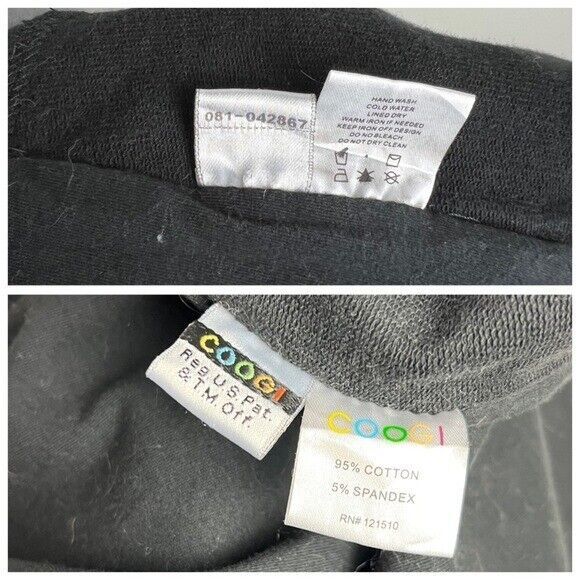 081-042867
HAND WASH
COLD WATER
LINED DRY
WARM IRON IF NEEDED
KEEP IRON OFF DESIGN
DO NO BLEACH
DO NOT DRY CLEAN
COOGI
Reg.U.S.Pat.
& T.M.Off.
COOGI
95% COTTON
5% SPANDEX
RN# 121510